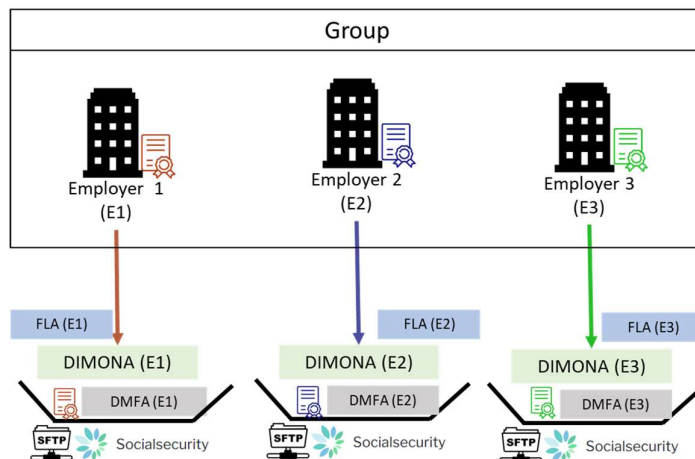 Group
Employer 1
(E1)
Employer 2
(E2)
Employer 3
(E3)
FLA (E1)
FLA (E2)
FLA (E3)
DIMONA (E1)
DIMONA (E2)
DIMONA (E3)
DMFA (E1)
DMFA (E2)
DMFA (E3)
SFTP
Socialsecurity
SFTP
Socialsecurity
SFTP
Socialsecurity